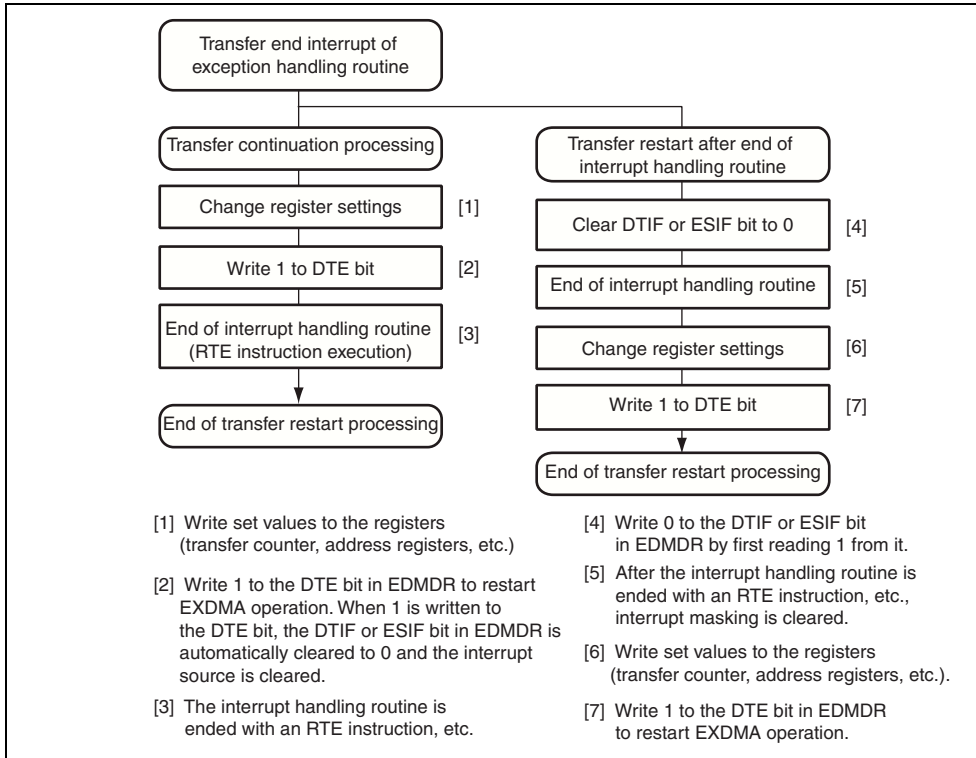 Transfer end interrupt of
exception handling routine
Transfer continuation processing
Change register settings
[1]
Write 1 to DTE bit
[2]
End of interrupt handling routine
(RTE instruction execution)
[3]
End of transfer restart processing
Transfer restart after end of
interrupt handling routine
Clear DTIF or ESIF bit to 0
[4]
End of interrupt handling routine
[5]
Change register settings
[6]
Write 1 to DTE bit
[7]
End of transfer restart processing
[1] Write set values to the registers
(transfer counter, address registers, etc.)
[2] Write 1 to the DTE bit in EDMDR to restart
EXDMA operation. When 1 is written to
the DTE bit, the DTIF or ESIF bit in EDMDR is
automatically cleared to 0 and the interrupt
source is cleared.
[3] The interrupt handling routine is
ended with an RTE instruction, etc.
[4] Write 0 to the DTIF or ESIF bit
in EDMDR by first reading 1 from it.
[5] After the interrupt handling routine is
ended with an RTE instruction, etc.,
interrupt masking is cleared.
[6] Write set values to the registers
(transfer counter, address registers, etc.).
[7] Write 1 to the DTE bit in EDMDR
to restart EXDMA operation.